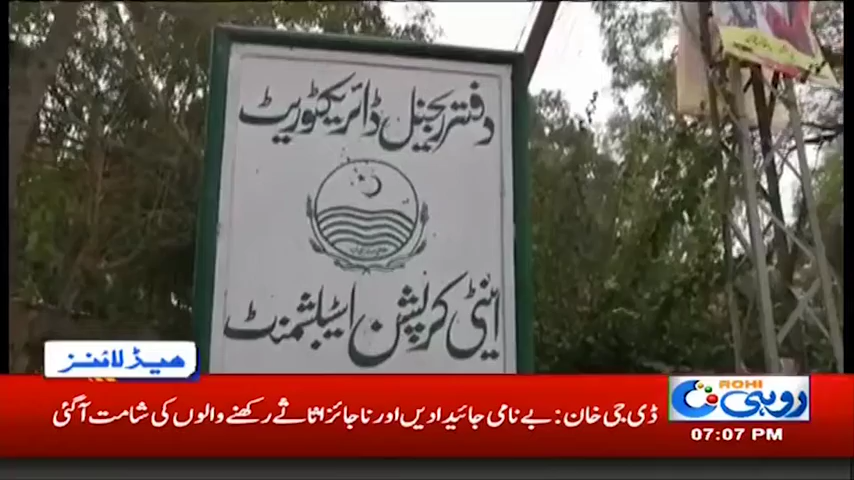 دفتر ریجنل ڈائریکٹوریٹ
اینٹی کرپشن اسٹیبلشمنٹ
ہیڈلائنز
ڈی جی خان: بے نامی جائیدادیں اور ناجائز اثاثے رکھنے والوں کی شامت آگئی
ROHI
روہی
07:07 PM